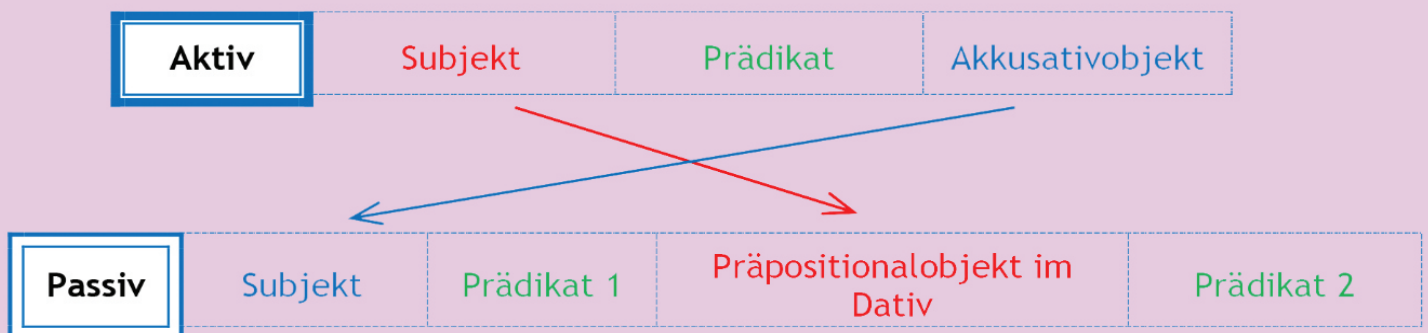 Aktiv Subjekt Prädikat Akkusativobjekt
Passiv Subjekt Prädikat 1 Präpositionalobjekt im Dativ Prädikat 2